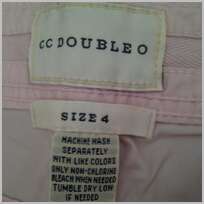 CC DOUBLE O
SIZE 4
MACHINE WASH
SEPARATELY
WITH LIKE COLORS
ONLY NON-CHLORINE
BLEACH WHEN NEEDED
TUMBLE DRY LOW
IF NEEDED